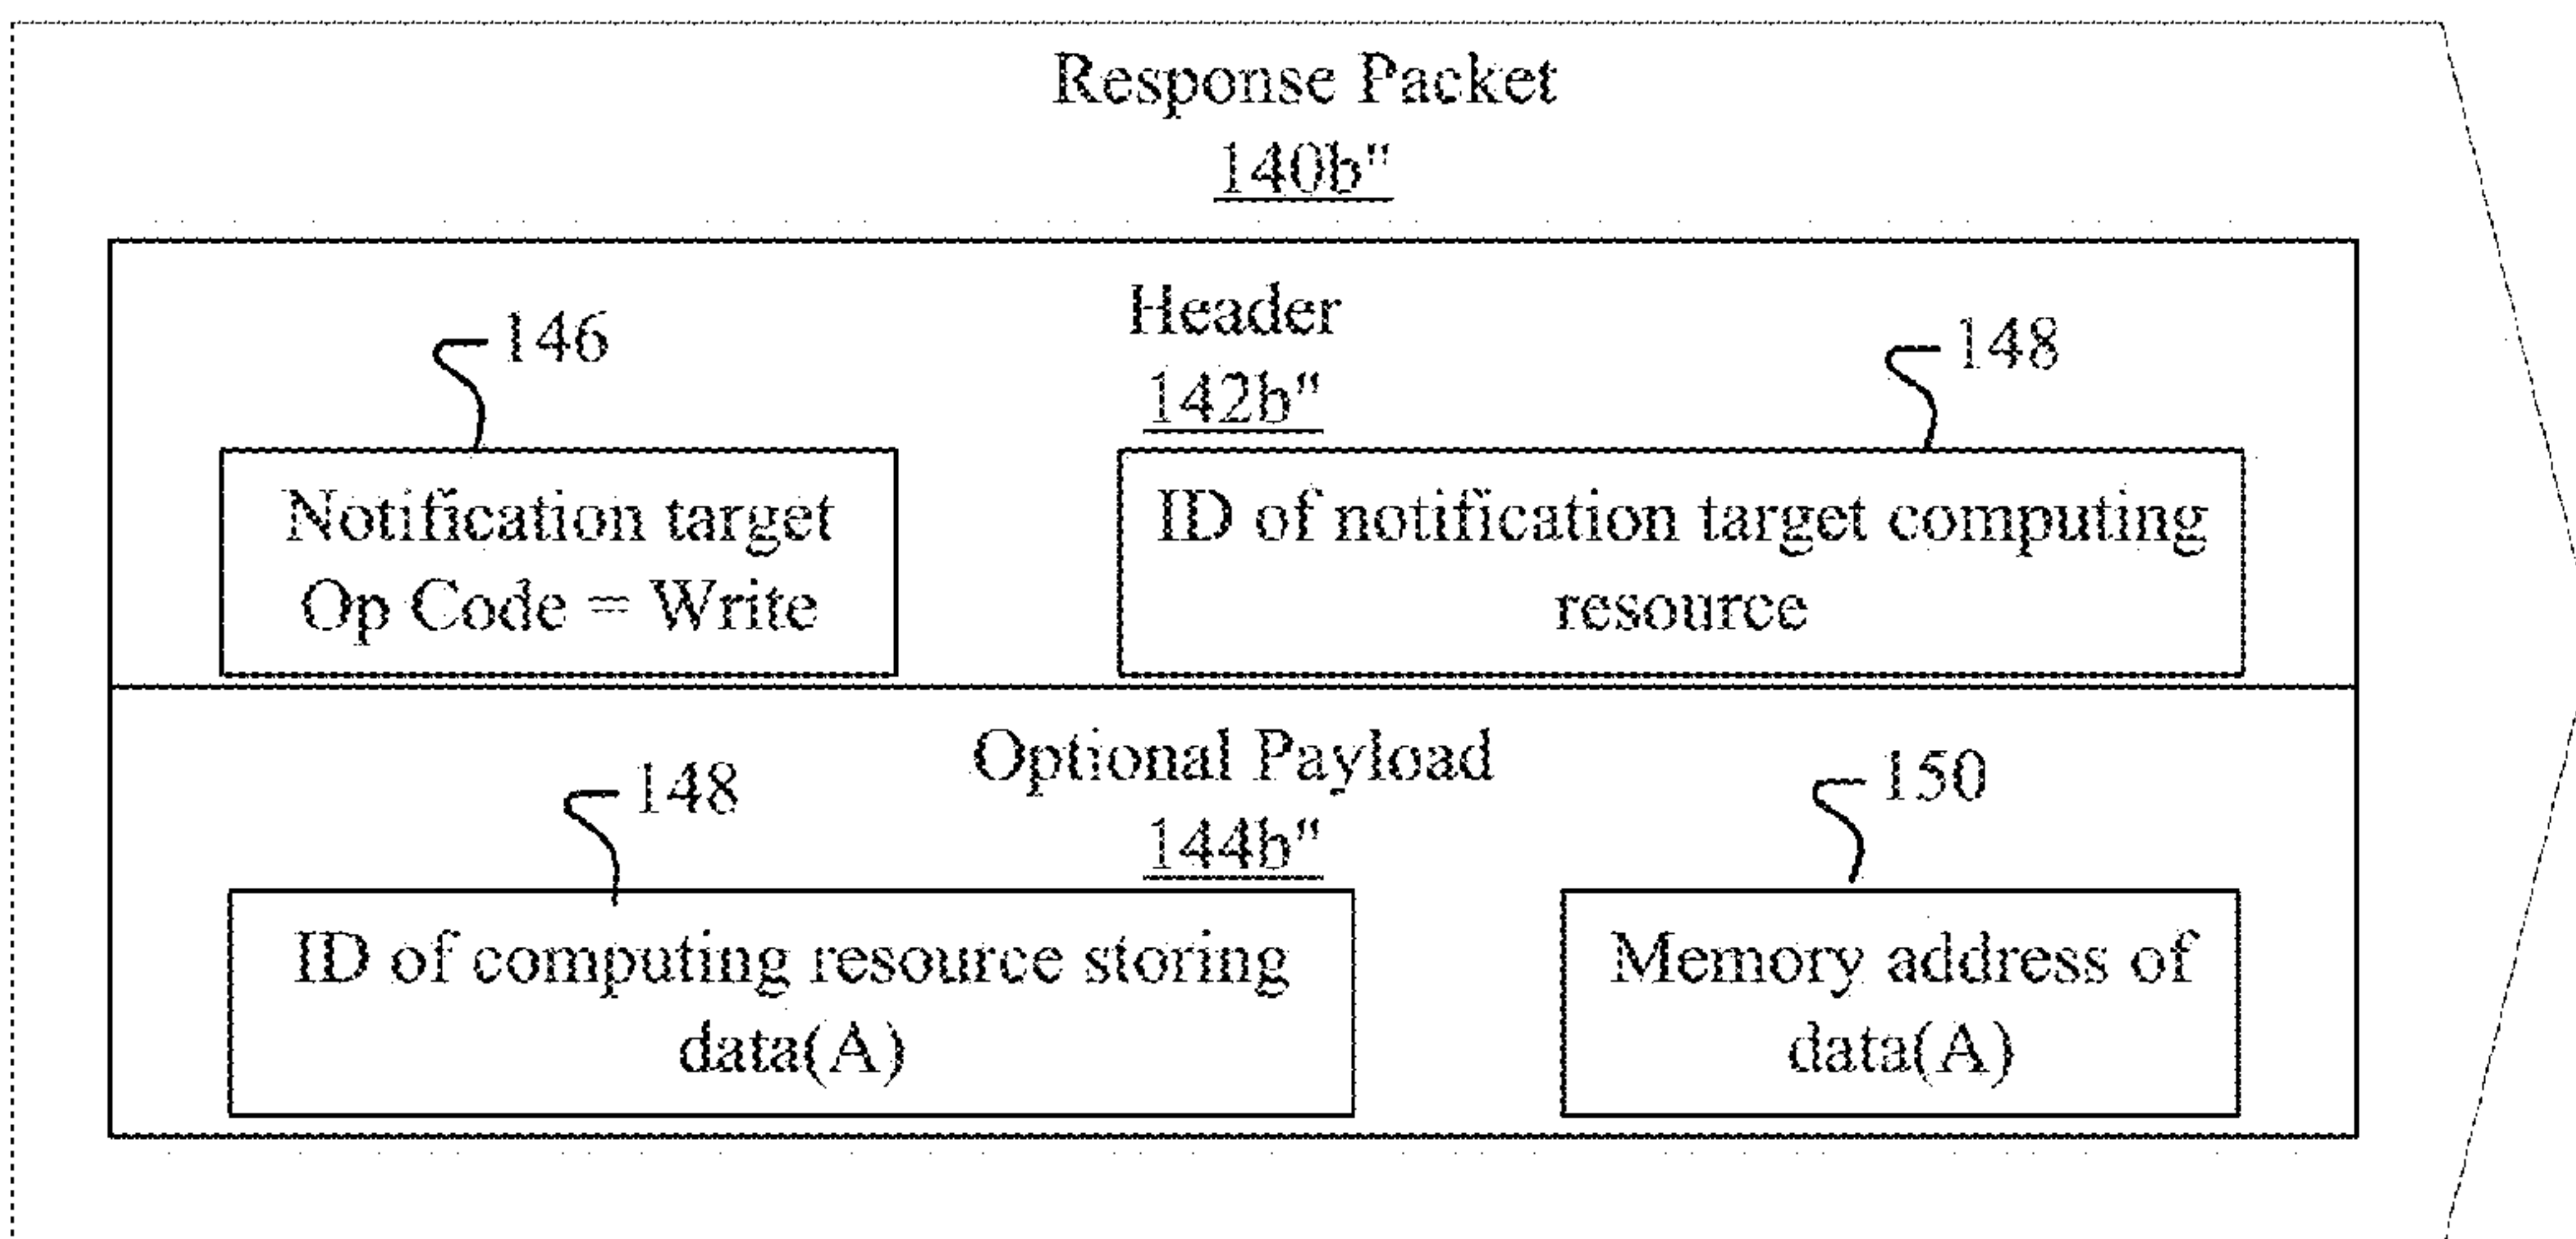 Response Packet
140b"
Header
142b"
146
148
Notification target
Op Code = Write
ID of notification target computing
resource
Optional Payload
144b"
148
150
ID of computing resource storing
data(A)
Memory address of
data(A)